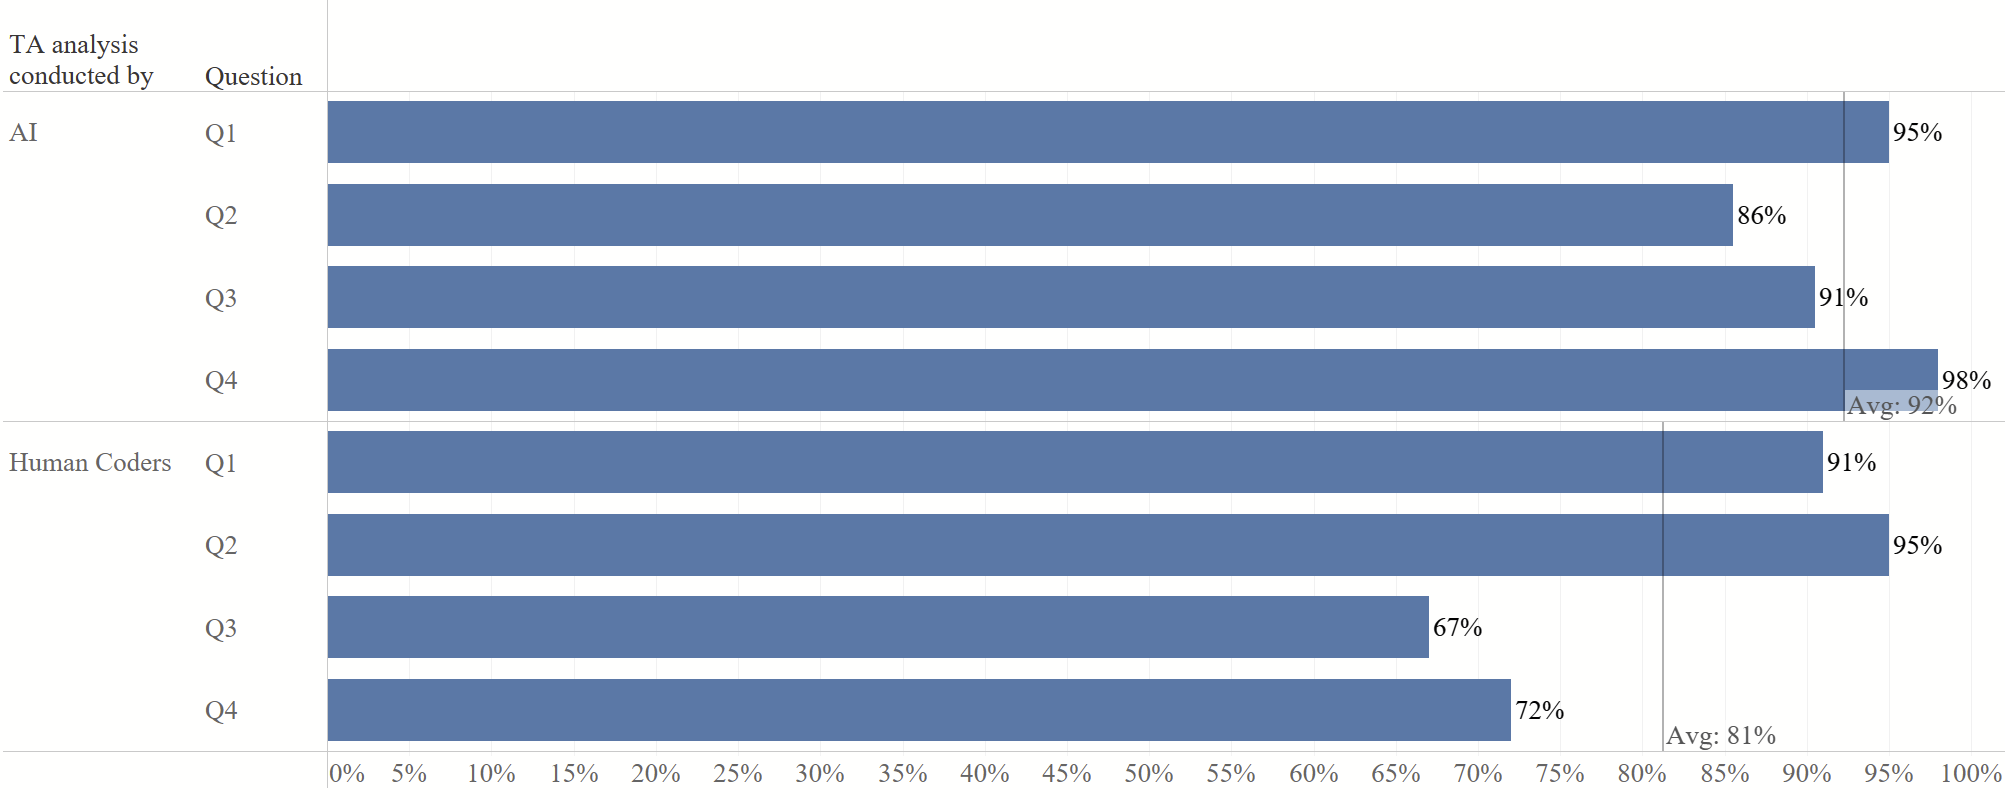 TA analysis
conducted by
Question
AI
Q1
95%
Q2
86%
Q3
91%
Q4
98%
Avg: 92%
Human Coders
Q1
91%
Q2
95%
Q3
67%
Q4
72%
Avg: 81%
0% 5% 10% 15% 20% 25% 30% 35% 40% 45% 50% 55% 60% 65% 70% 75% 80% 85% 90% 95% 100%